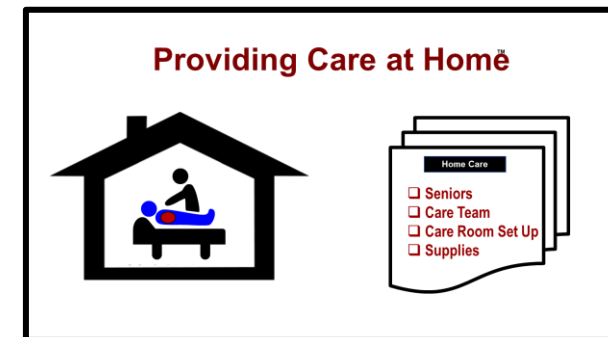 Providing Care at Home™
Home Care
❑ Seniors
❑ Care Team
❑ Care Room Set Up
❑ Supplies